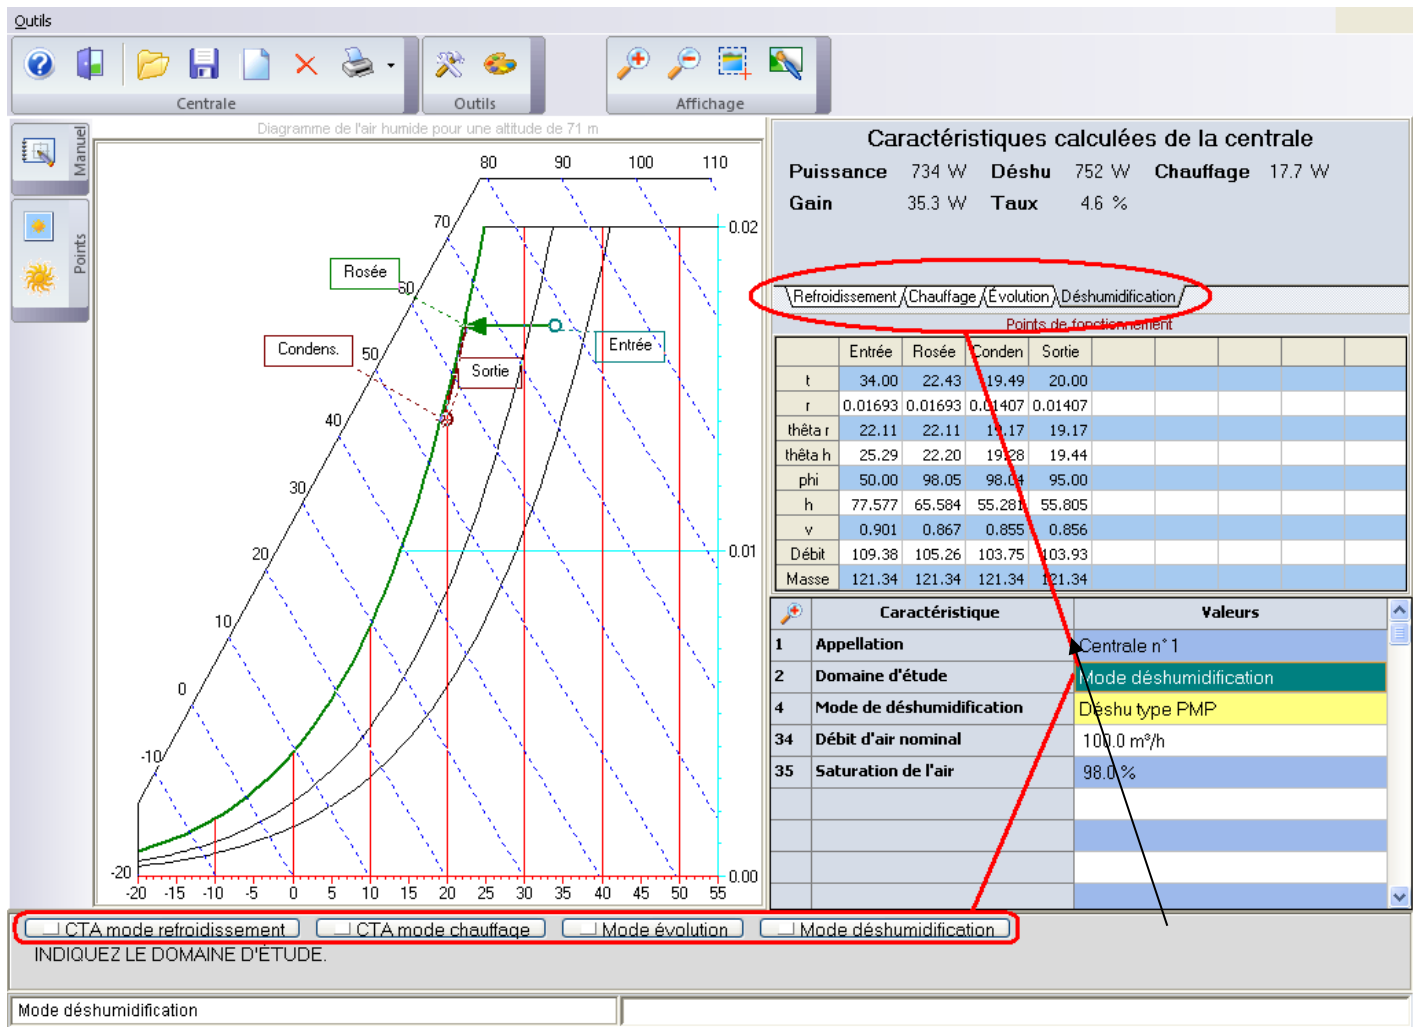 Outils
Centrale
Outils
Affichage
Manuel
Points
Diagramme de l'air humide pour une altitude de 71 m
80 90 100 110
70
60
50
40
30
20
10
0
-10
-20
0.02
0.01
0.00
Rosée
Condens.
Sortie
Entrée
-20 -15 -10 -5 0 5 10 15 20 25 30 35 40 45 50 55
Caractéristiques calculées de la centrale
Puissance 734 W Déshu 752 W Chauffage 17.7 W
Gain 35.3 W Taux 4.6 %
Refroidissement Chauffage Évolution Déshumidification
Points de fonctionnement
Entrée Rosée Conden Sortie
t 34.00 22.43 19.49 20.00
r 0.01693 0.01693 0.01407 0.01407
thêta r 22.11 22.11 19.17 19.17
thêta h 25.29 22.20 19.28 19.44
phi 50.00 98.05 98.04 95.00
h 77.577 65.584 55.281 55.805
v 0.901 0.867 0.855 0.856
Débit 109.38 105.26 103.75 103.93
Masse 121.34 121.34 121.34 121.34
Caractéristique Valeurs
1 Appellation Centrale n° 1
2 Domaine d'étude Mode déshumidification
4 Mode de déshumidification Déshu type PMP
34 Débit d'air nominal 100.0 m³/h
35 Saturation de l'air 98.0 %
CTA mode refroidissement CTA mode chauffage Mode évolution Mode déshumidification
INDIQUEZ LE DOMAINE D'ÉTUDE.
Mode déshumidification